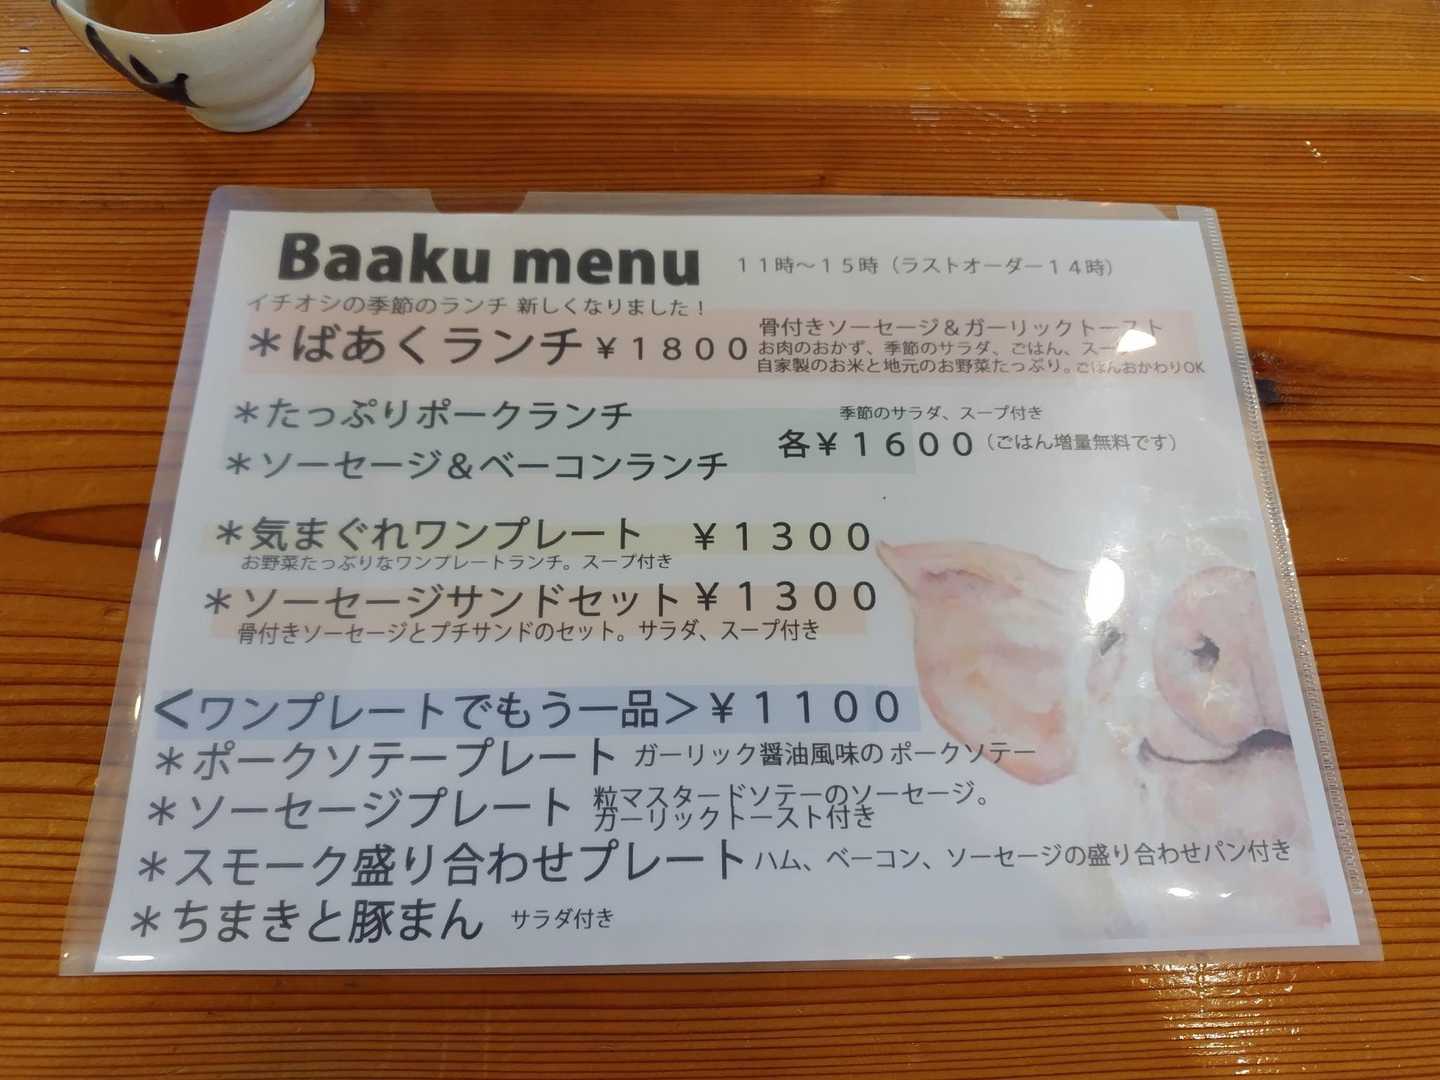 Baaku menu 11時～15時（ラストオーダー14時）
イチオシの季節のランチ 新しくなりました！
＊ばあくランチ ￥1800
骨付きソーセージ＆ガーリックトースト
お肉のおかず、季節のサラダ、ごはん、スープ
自家製のお米と地元のお野菜たっぷり。ごはんおかわりOK
＊たっぷりポークランチ
＊ソーセージ＆ベーコンランチ
季節のサラダ、スープ付き
各￥1600（ごはん増量無料です）
＊気まぐれワンプレート ￥1300
お野菜たっぷりなワンプレートランチ。スープ付き
＊ソーセージサンドセット ￥1300
骨付きソーセージとプチサンドのセット。サラダ、スープ付き
＜ワンプレートでもう一品＞￥1100
＊ポークソテープレート ガーリック醤油風味の ポークソテー
＊ソーセージプレート 粒マスタードソテーのソーセージ。
ガーリックトースト付き
＊スモーク盛り合わせプレート ハム、ベーコン、ソーセージの盛り合わせパン付き
＊ちまきと豚まん サラダ付き